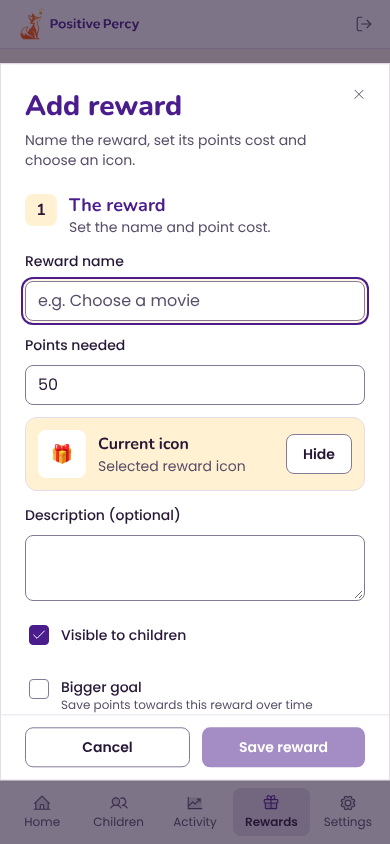 Positive Percy
Add reward
Name the reward, set its points cost and
choose an icon.
1
The reward
Set the name and point cost.
Reward name
e.g. Choose a movie
Points needed
50
Current icon
Selected reward icon
Hide
Description (optional)
Visible to children
Bigger goal
Save points towards this reward over time
Cancel
Save reward
Home
Children
Activity
Rewards
Settings